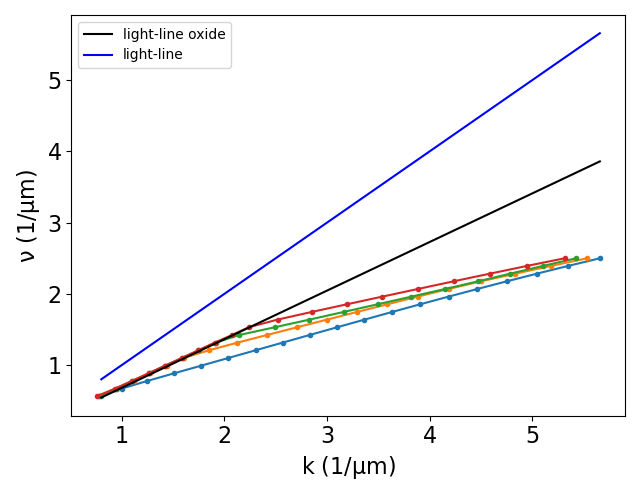 light-line oxide
light-line
5
4
3
2
1
ν (1/μm)
1 2 3 4 5
k (1/μm)